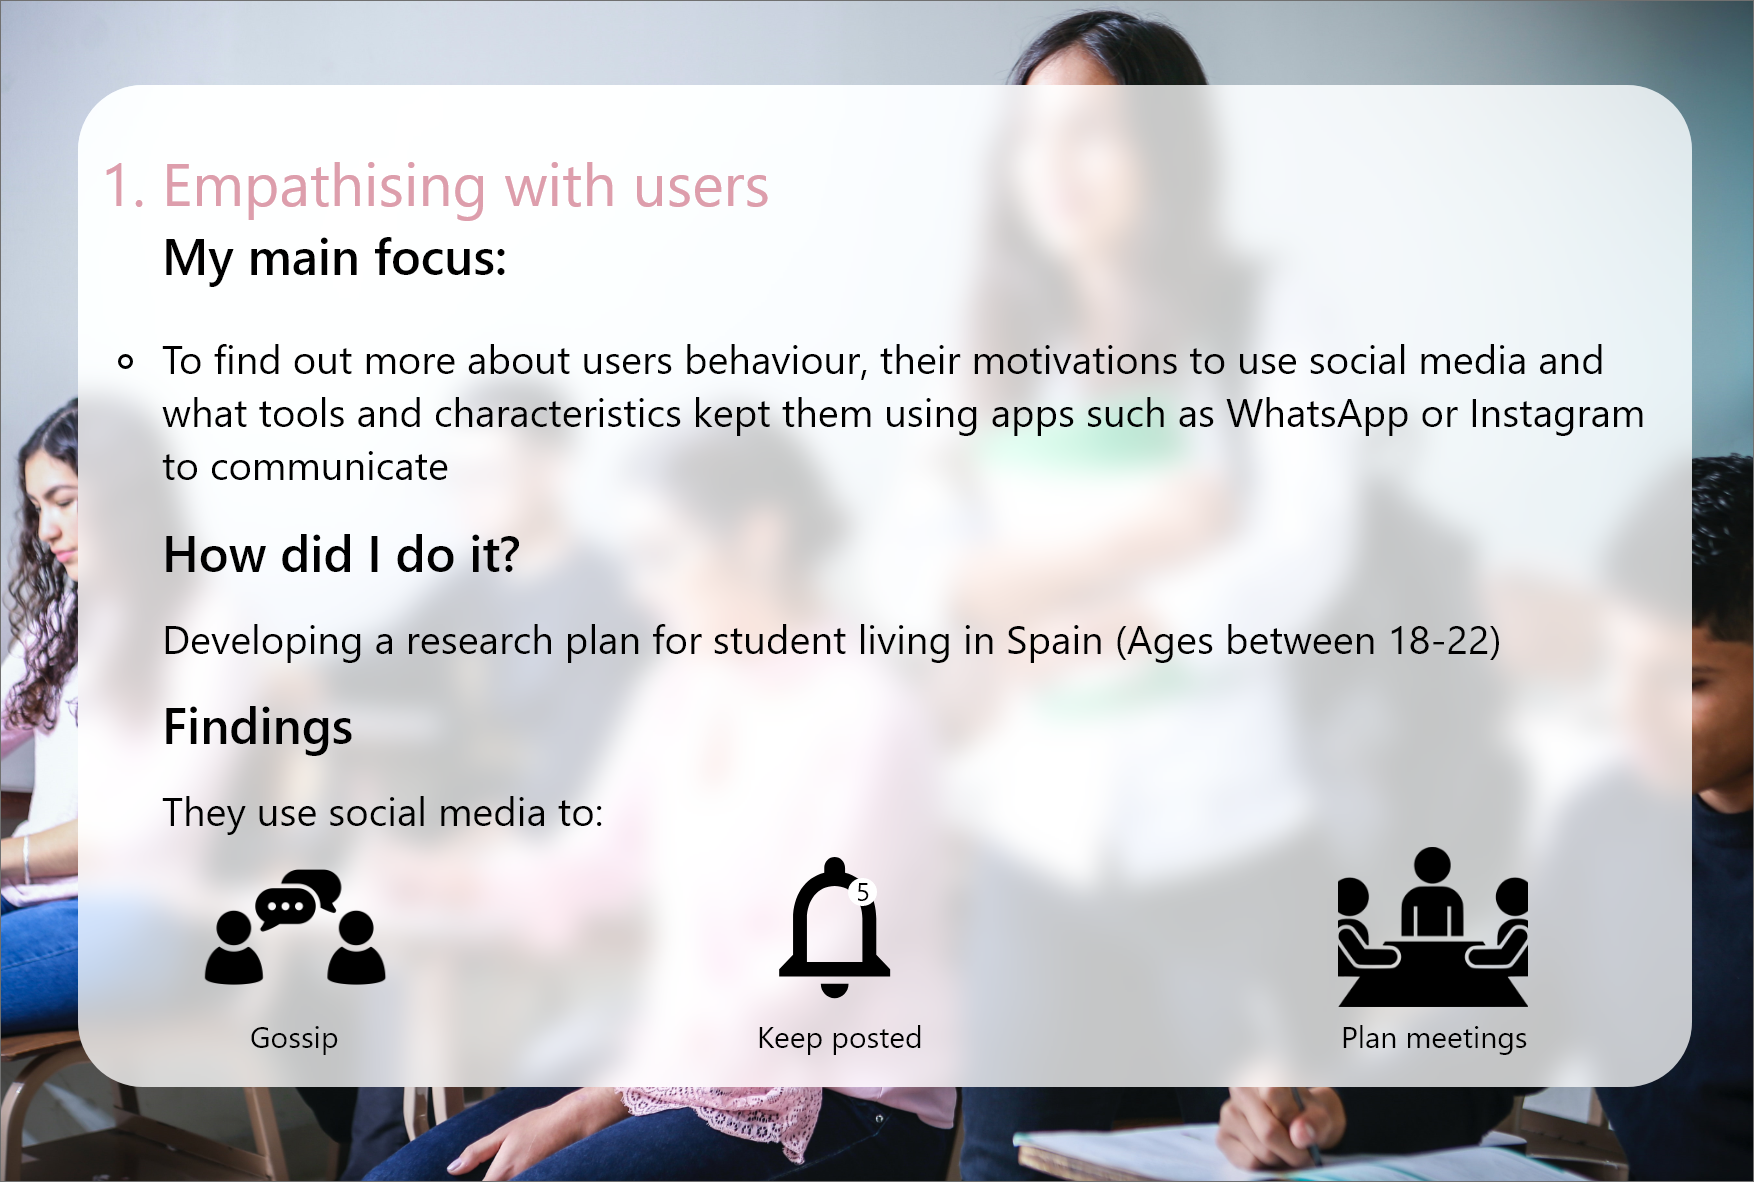 1. Empathising with users
My main focus:
To find out more about users behaviour, their motivations to use social media and
what tools and characteristics kept them using apps such as WhatsApp or Instagram
to communicate
How did I do it?
Developing a research plan for student living in Spain (Ages between 18-22)
Findings
They use social media to:
5
Gossip
Keep posted
Plan meetings